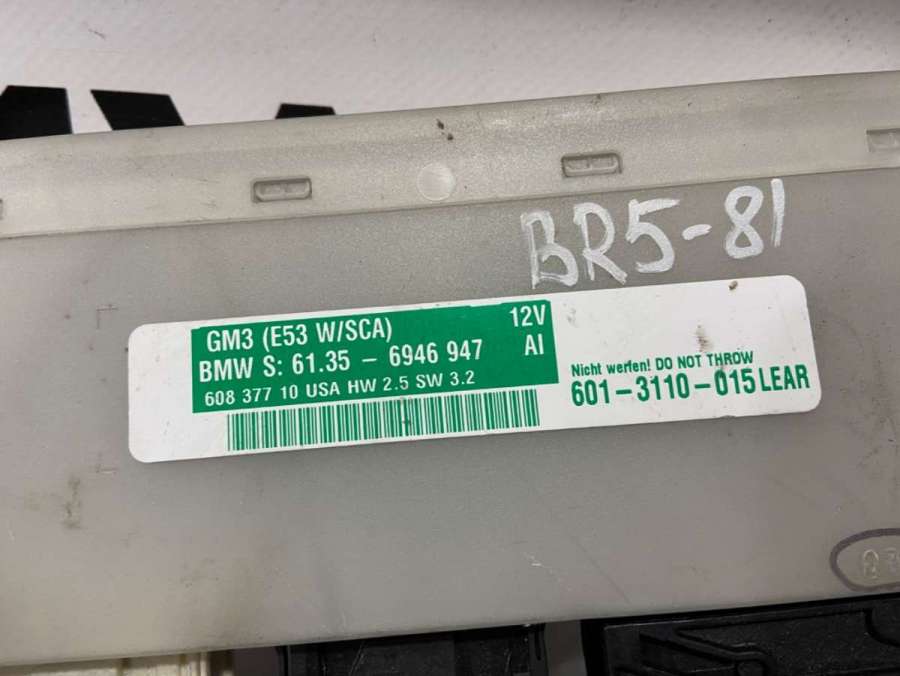 BR5-81
GM3 (E53 W/SCA) 12V
BMW S: 61.35 - 6946 947 AI
608 377 10 USA HW 2.5 SW 3.2
Nicht werfen! DO NOT THROW
601-3110-015 LEAR